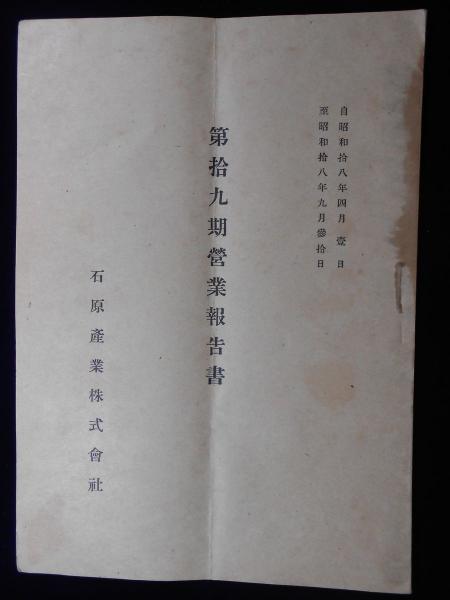 自昭和拾八年四月壹日
至昭和拾八年九月參拾日
第拾九期營業報告書
石原產業株式會社